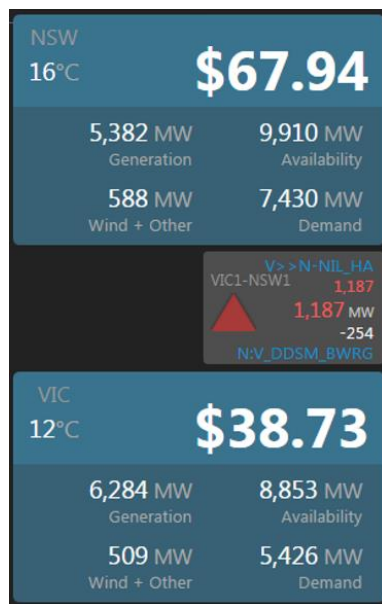 NSW
16°C
$67.94
5,382 MW
Generation
9,910 MW
Availability
588 MW
Wind + Other
7,430 MW
Demand
V>>N-NIL_HA
VIC1-NSW1
1,187
1,187 MW
-254
N:V_DDSM_BWRG
VIC
12°C
$38.73
6,284 MW
Generation
8,853 MW
Availability
509 MW
Wind + Other
5,426 MW
Demand